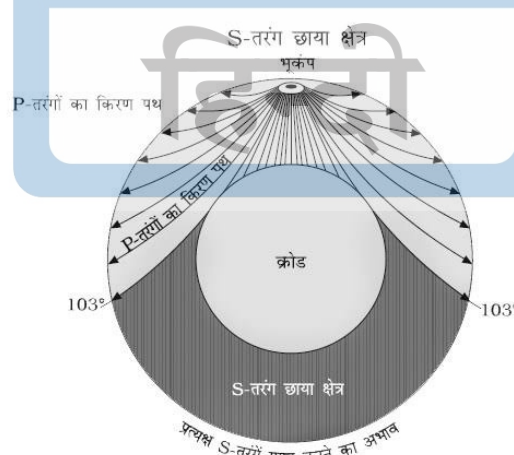 S-तरंग छाया क्षेत्र
भूकंप
हिन्दी
P-तरंगों का किरण पथ
P-तरंगों का किरण पथ
क्रोड
103°
103°
S-तरंग छाया क्षेत्र
प्रत्यक्ष S-तरंगों का अभाव